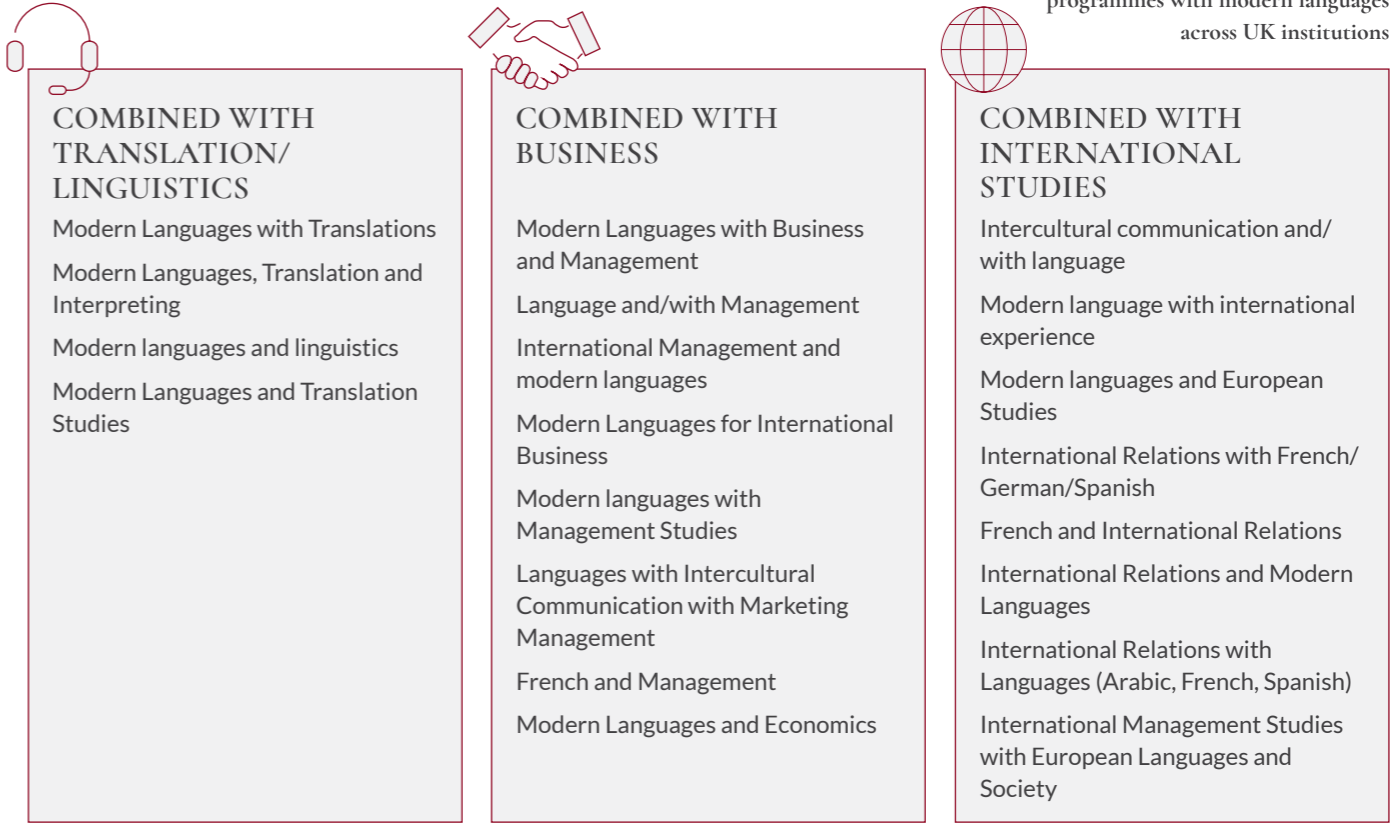 programmes with modern languages
across UK institutions
COMBINED WITH
TRANSLATION/
LINGUISTICS
Modern Languages with Translations
Modern Languages, Translation and
Interpreting
Modern languages and linguistics
Modern Languages and Translation
Studies
COMBINED WITH
BUSINESS
Modern Languages with Business
and Management
Language and/with Management
International Management and
modern languages
Modern Languages for International
Business
Modern languages with
Management Studies
Languages with Intercultural
Communication with Marketing
Management
French and Management
Modern Languages and Economics
COMBINED WITH
INTERNATIONAL
STUDIES
Intercultural communication and/
with language
Modern language with international
experience
Modern languages and European
Studies
International Relations with French/
German/Spanish
French and International Relations
International Relations and Modern
Languages
International Relations with
Languages (Arabic, French, Spanish)
International Management Studies
with European Languages and
Society